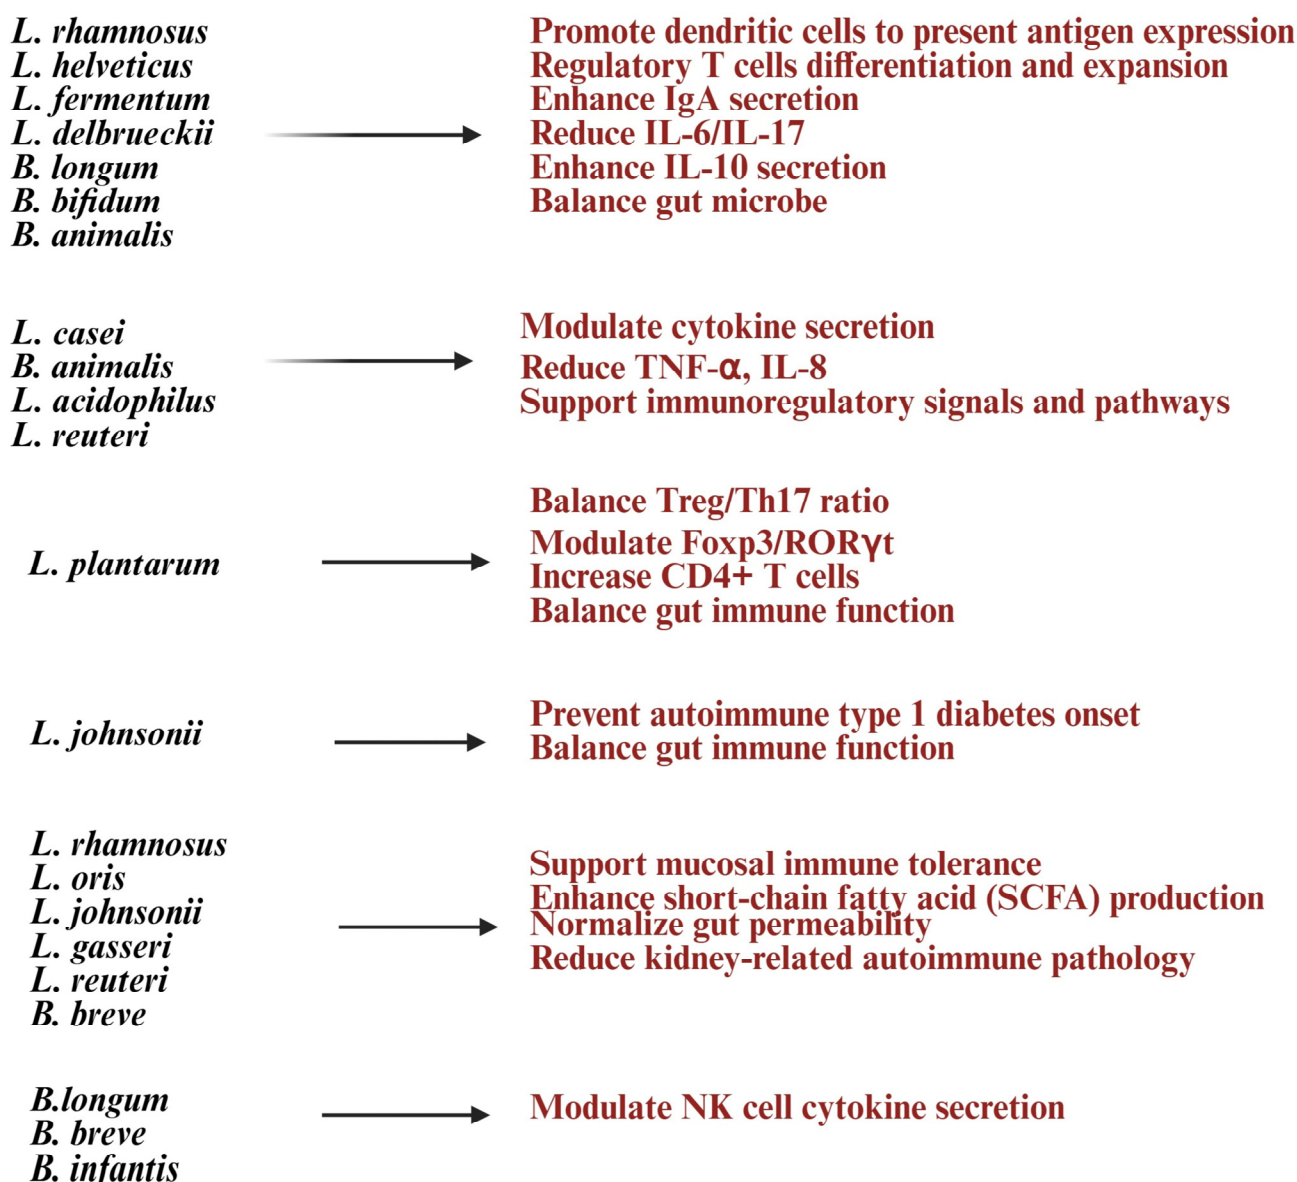 L. rhamnosus
L. helveticus
L. fermentum
L. delbrueckii
B. longum
B. bifidum
B. animalis
Promote dendritic cells to present antigen expression
Regulatory T cells differentiation and expansion
Enhance IgA secretion
Reduce IL-6/IL-17
Enhance IL-10 secretion
Balance gut microbe
L. casei
B. animalis
L. acidophilus
L. reuteri
Modulate cytokine secretion
Reduce TNF-α, IL-8
Support immunoregulatory signals and pathways
L. plantarum
Balance Treg/Th17 ratio
Modulate Foxp3/RORγt
Increase CD4+ T cells
Balance gut immune function
L. johnsonii
Prevent autoimmune type 1 diabetes onset
Balance gut immune function
L. rhamnosus
L. oris
L. johnsonii
L. gasseri
L. reuteri
B. breve
Support mucosal immune tolerance
Enhance short-chain fatty acid (SCFA) production
Normalize gut permeability
Reduce kidney-related autoimmune pathology
B.longum
B. breve
B. infantis
Modulate NK cell cytokine secretion